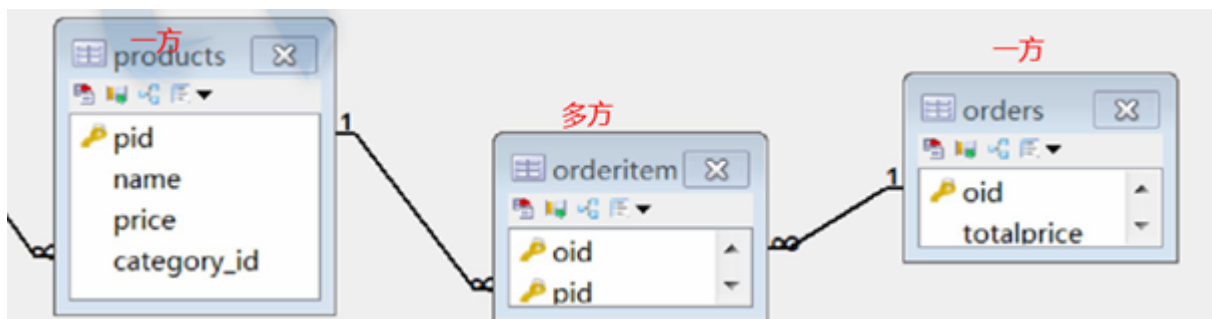 一方
products
pid
name
price
category_id
1
多方
orderitem
oid
pid
一方
orders
1
oid
totalprice